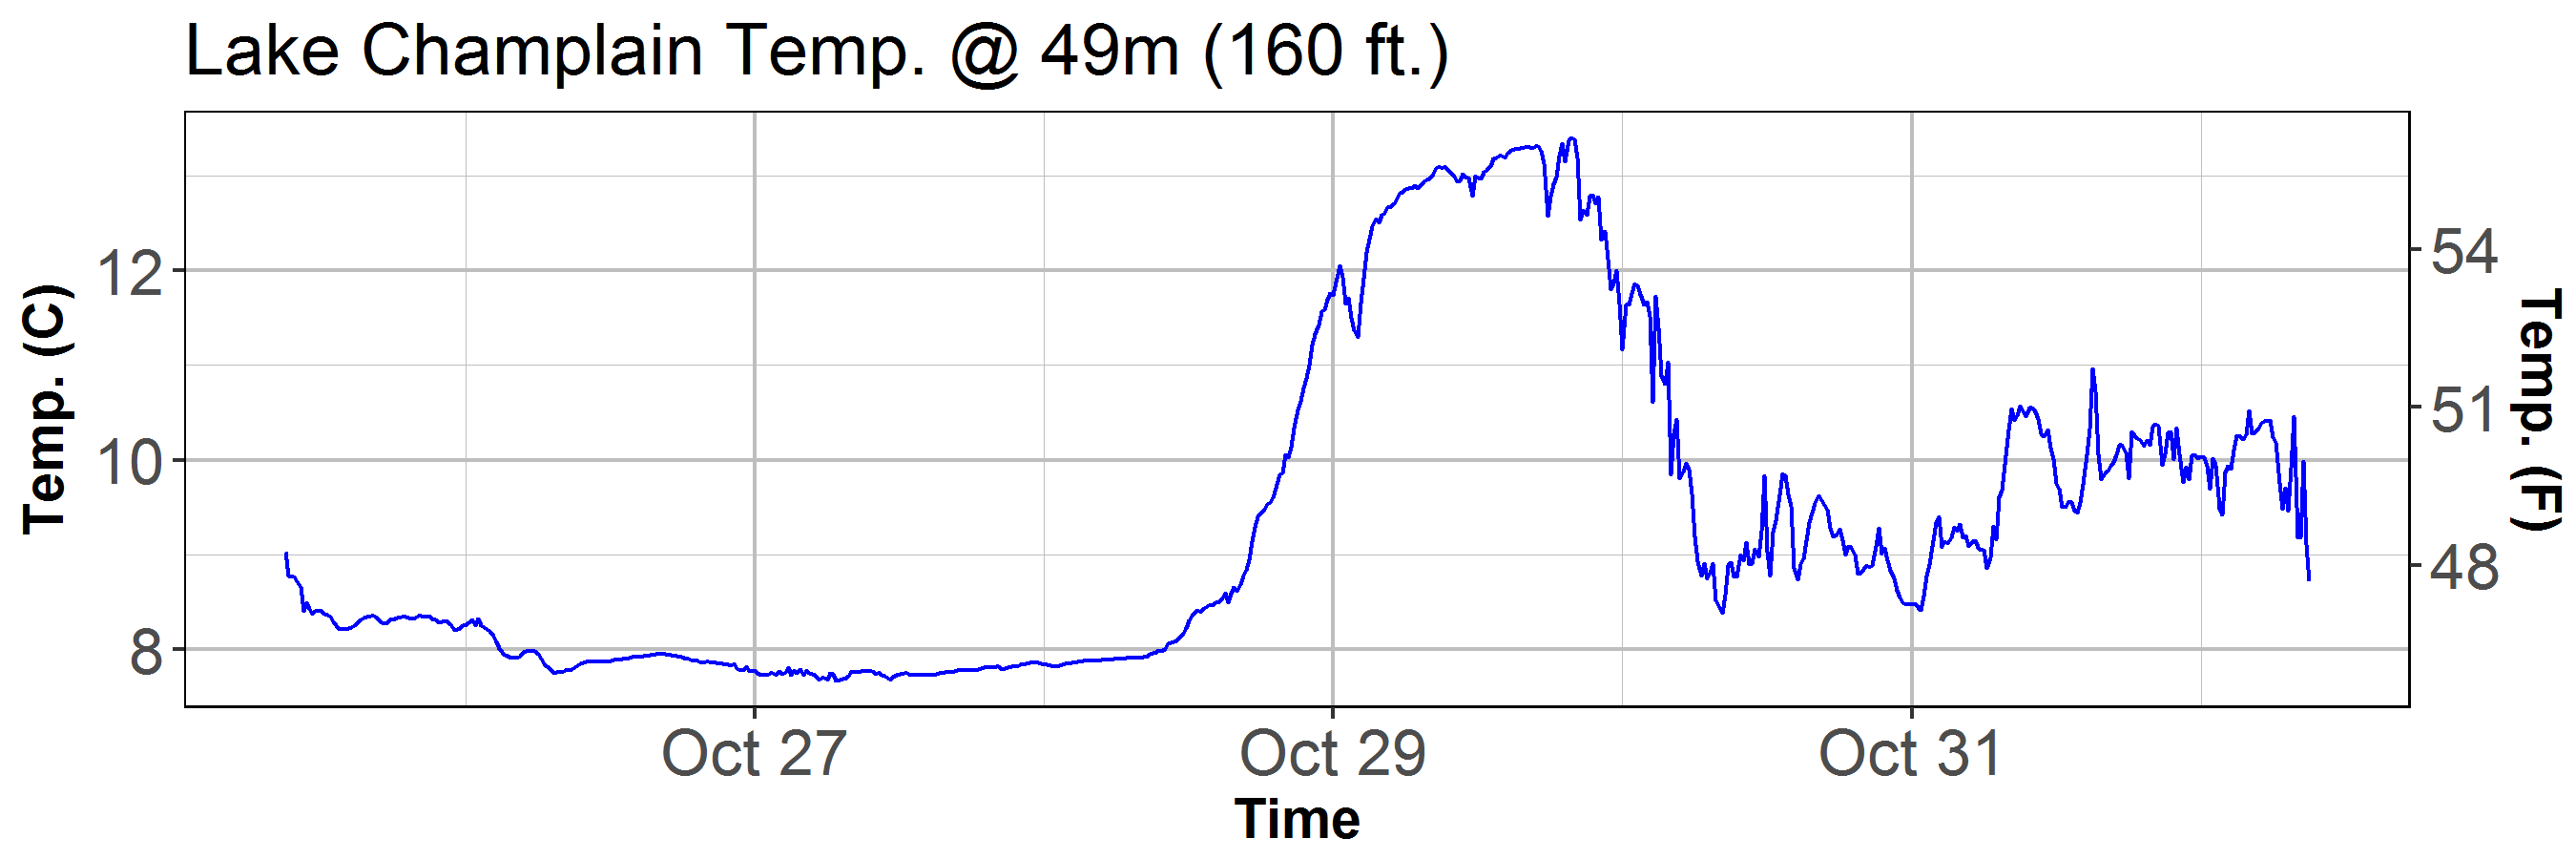 Lake Champlain Temp. @ 49m (160 ft.)
Temp. (C)
12
10
8
54
51
48
Temp. (F)
Oct 27
Oct 29
Oct 31
Time